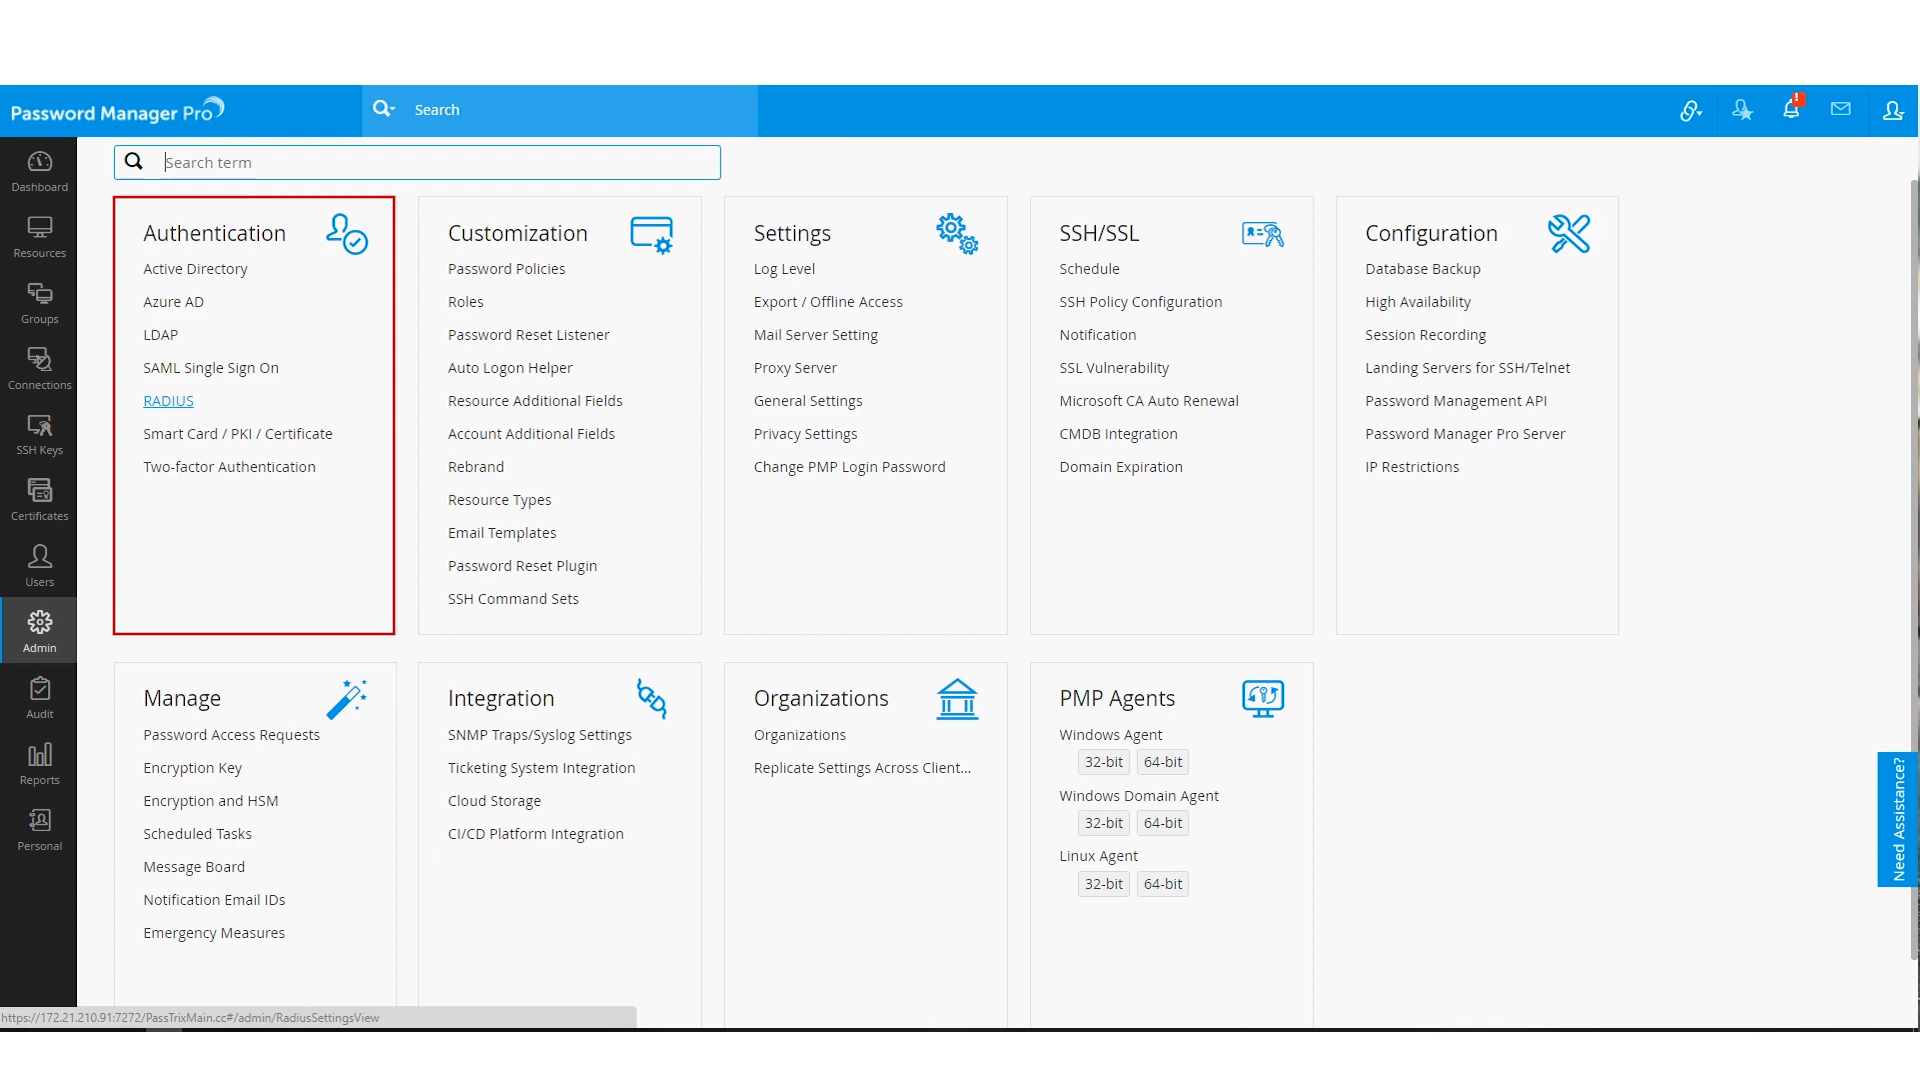 Password Manager Pro
Search
!
Search term
Dashboard
Resources
Groups
Connections
SSH Keys
Certificates
Users
Admin
Audit
Reports
Personal
Authentication
Active Directory
Azure AD
LDAP
SAML Single Sign On
RADIUS
Smart Card / PKI / Certificate
Two-factor Authentication
Customization
Password Policies
Roles
Password Reset Listener
Auto Logon Helper
Resource Additional Fields
Account Additional Fields
Rebrand
Resource Types
Email Templates
Password Reset Plugin
SSH Command Sets
Settings
Log Level
Export / Offline Access
Mail Server Setting
Proxy Server
General Settings
Privacy Settings
Change PMP Login Password
SSH/SSL
Schedule
SSH Policy Configuration
Notification
SSL Vulnerability
Microsoft CA Auto Renewal
CMDB Integration
Domain Expiration
Configuration
Database Backup
High Availability
Session Recording
Landing Servers for SSH/Telnet
Password Management API
Password Manager Pro Server
IP Restrictions
Manage
Password Access Requests
Encryption Key
Encryption and HSM
Scheduled Tasks
Message Board
Notification Email IDs
Emergency Measures
Integration
SNMP Traps/Syslog Settings
Ticketing System Integration
Cloud Storage
CI/CD Platform Integration
Organizations
Organizations
Replicate Settings Across Client...
PMP Agents
Windows Agent
32-bit 64-bit
Windows Domain Agent
32-bit 64-bit
Linux Agent
32-bit 64-bit
Need Assistance?
https://172.21.210.91:7272/PassTrixMain.cc#/admin/RadiusSettingsView